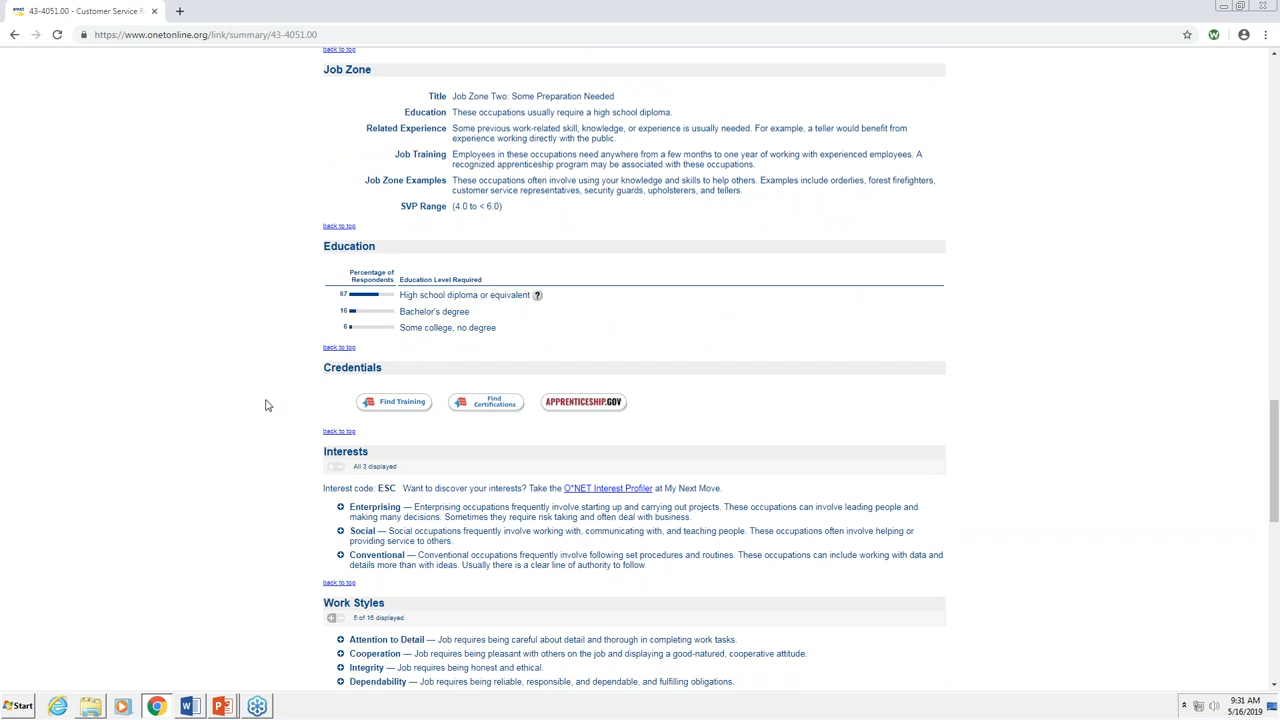 43-4051.00 - Customer Service R
https://www.onetonline.org/link/summary/43-4051.00
back to top
Job Zone
Title Job Zone Two: Some Preparation Needed
Education These occupations usually require a high school diploma.
Related Experience Some previous work-related skill, knowledge, or experience is usually needed. For example, a teller would benefit from
experience working directly with the public.
Job Training Employees in these occupations need anywhere from a few months to one year of working with experienced employees. A
recognized apprenticeship program may be associated with these occupations.
Job Zone Examples These occupations often involve using your knowledge and skills to help others. Examples include orderlies, forest firefighters,
customer service representatives, security guards, upholsterers, and tellers.
SVP Range (4.0 to < 6.0)
back to top
Education
Percentage of
Respondents Education Level Required
67 High school diploma or equivalent ?
16 Bachelor's degree
6 Some college, no degree
back to top
Credentials
Find Training Find Certifications APPRENTICESHIP.GOV
back to top
Interests
All 3 displayed
Interest code: ESC Want to discover your interests? Take the O*NET Interest Profiler at My Next Move.
Enterprising — Enterprising occupations frequently involve starting up and carrying out projects. These occupations can involve leading people and
making many decisions. Sometimes they require risk taking and often deal with business.
Social — Social occupations frequently involve working with, communicating with, and teaching people. These occupations often involve helping or
providing service to others.
Conventional — Conventional occupations frequently involve following set procedures and routines. These occupations can include working with data and
details more than with ideas. Usually there is a clear line of authority to follow.
back to top
Work Styles
5 of 16 displayed
Attention to Detail — Job requires being careful about detail and thorough in completing work tasks.
Cooperation — Job requires being pleasant with others on the job and displaying a good-natured, cooperative attitude.
Integrity — Job requires being honest and ethical.
Dependability — Job requires being reliable, responsible, and dependable, and fulfilling obligations.
Start
9:31 AM
5/16/2019